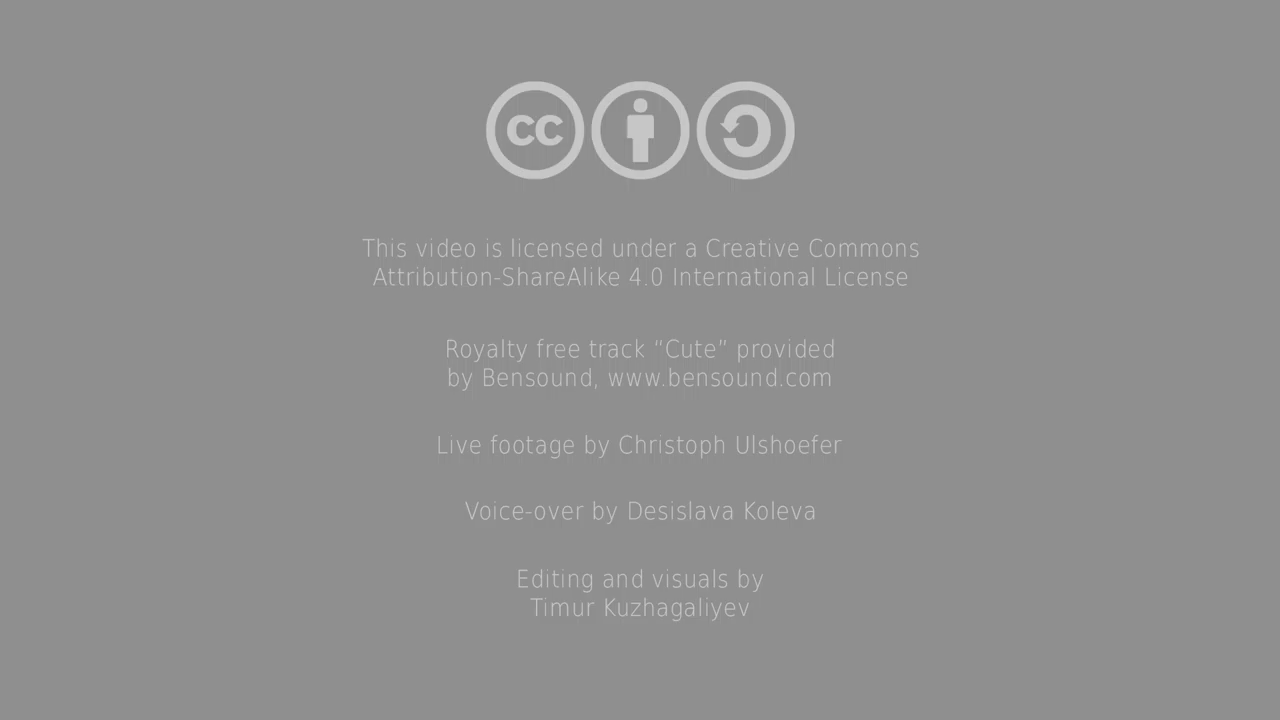 cc
This video is licensed under a Creative Commons
Attribution-ShareAlike 4.0 International License
Royalty free track “Cute” provided
by Bensound, www.bensound.com
Live footage by Christoph Ulshoefer
Voice-over by Desislava Koleva
Editing and visuals by
Timur Kuzhagaliyev